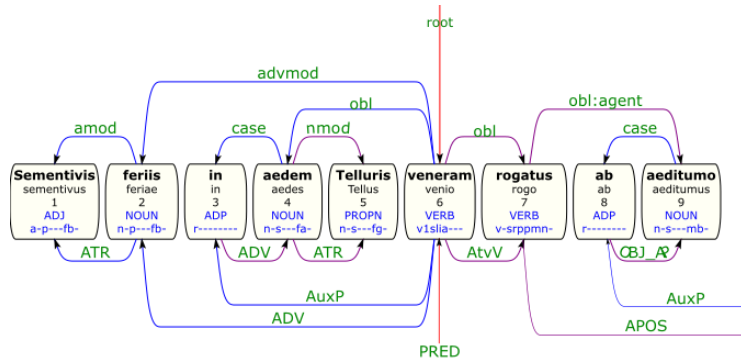 root
advmod
obl
obl:agent
amod
case
nmod
obl
case
Sementivis feriis in aedem Telluris veneram rogatus ab aeditumo
sementivus feriae in aedes Tellus venio rogo ab aeditumus
1 2 3 4 5 6 7 8 9
ADJ NOUN ADP NOUN PROPN VERB VERB ADP NOUN
a-p---fb- n-p---fb- r-------- n-s---fa- n-s---fg- v1slia--- v-srppmn- r-------- n-s---mb-
ATR ADV ATR AtvV
AuxP AuxP
ADV APOS
PRED